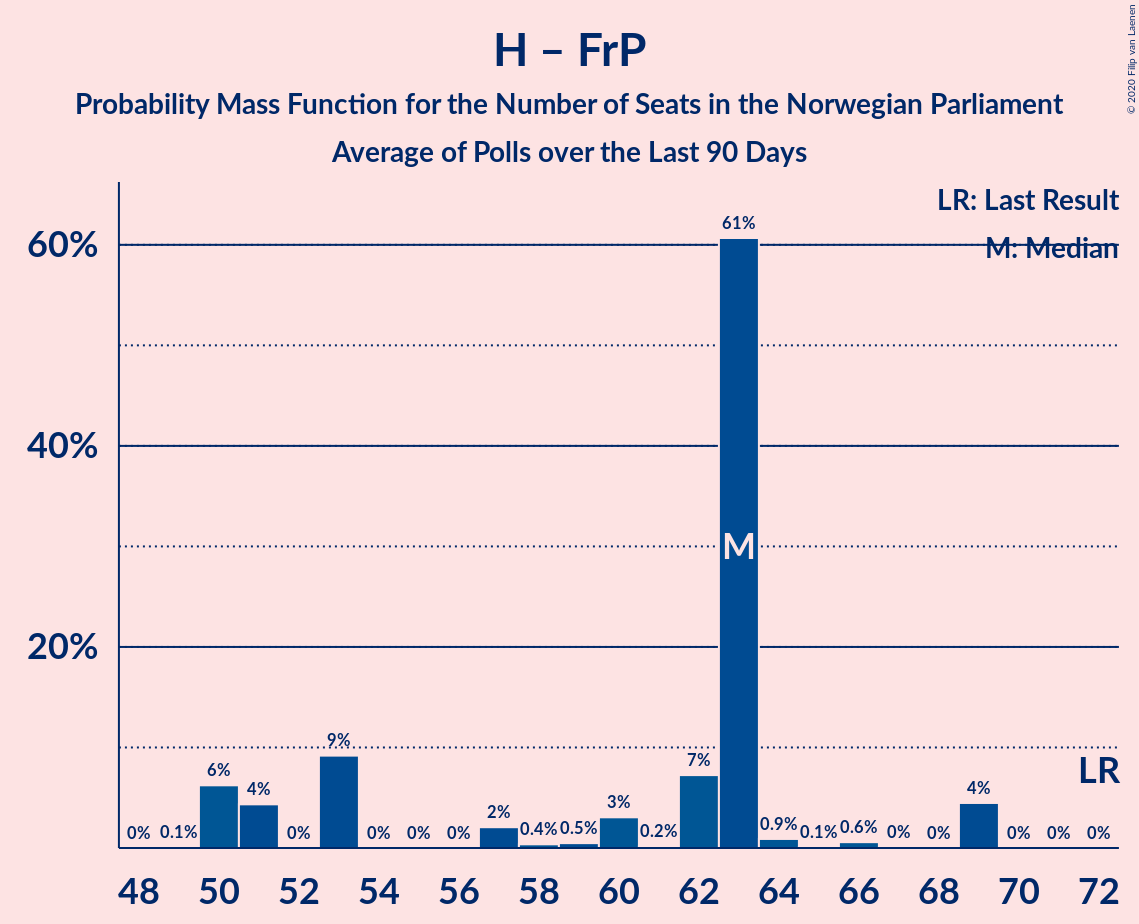 H – FrP
Probability Mass Function for the Number of Seats in the Norwegian Parliament
Average of Polls over the Last 90 Days
© 2020 Filip van Laenen
LR: Last Result
M: Median
60%
40%
20%
0% 0.1% 6% 4% 0% 9% 0% 0% 0% 2% 0.4% 0.5% 3% 0.2% 7% 61% 0.9% 0.1% 0.6% 0% 0% 4% 0% 0% 0%
M
LR
48 50 52 54 56 58 60 62 64 66 68 70 72